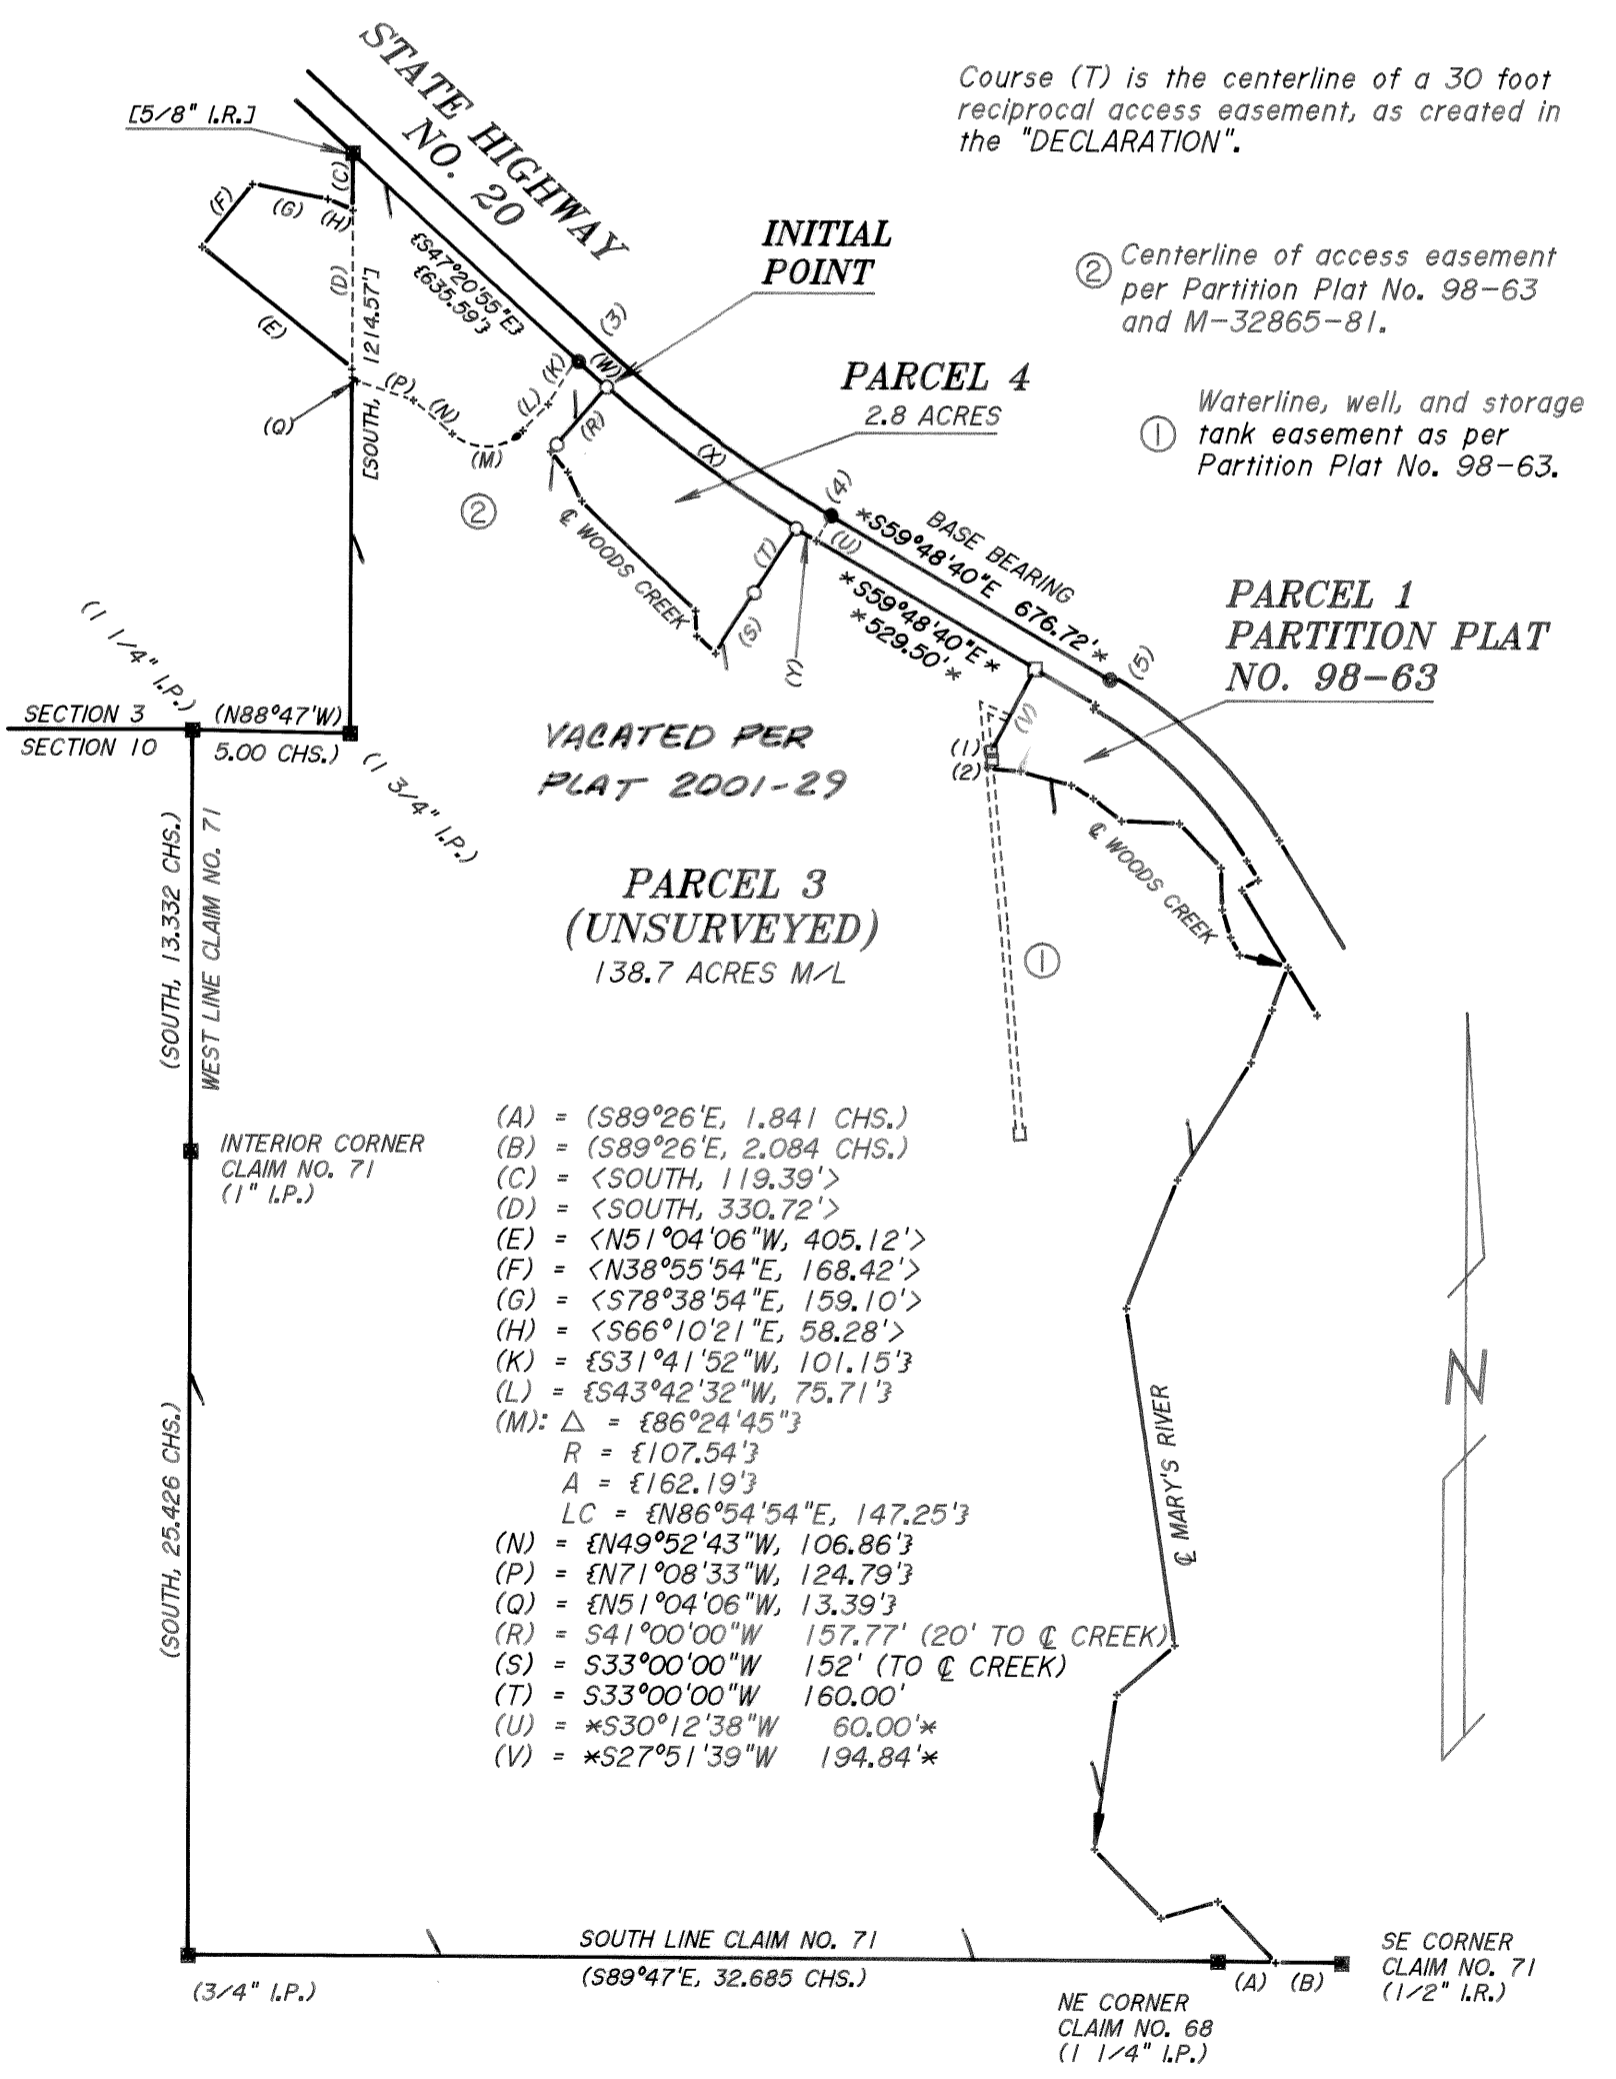 STATE HIGHWAY
NO. 20
[5/8" I.R.]
Course (T) is the centerline of a 30 foot
reciprocal access easement, as created in
the "DECLARATION".
(C)
(F)
(G)
(H)
(D)
(E)
[SOUTH, 1214.57']
{S47°20'55"E}
{635.59'}
INITIAL
POINT
(3)
② Centerline of access easement
per Partition Plat No. 98-63
and M-32865-81.
(K)
(W)
(L)
(P)
(N)
(M)
(Q)
(R)
②
PARCEL 4
2.8 ACRES
① Waterline, well, and storage
tank easement as per
Partition Plat No. 98-63.
(X)
(4)
(U)
(T)
(S)
(Y)
℄ WOODS CREEK
BASE BEARING
*S59°48'40"E 676.72'*
*S59°48'40"E*
*529.50'*
(5)
PARCEL 1
PARTITION PLAT
NO. 98-63
(1 1/4" I.P.)
SECTION 3
SECTION 10
(N88°47'W)
5.00 CHS.)
(1 3/4" I.P.)
VACATED PER
PLAT 2001-29
(V)
(1)
(2)
℄ WOODS CREEK
(SOUTH, 13.332 CHS.)
WEST LINE CLAIM NO. 71
PARCEL 3
(UNSURVEYED)
138.7 ACRES M/L
①
INTERIOR CORNER
CLAIM NO. 71
(1" I.P.)
(A) = (S89°26'E, 1.841 CHS.)
(B) = (S89°26'E, 2.084 CHS.)
(C) = <SOUTH, 119.39'>
(D) = <SOUTH, 330.72'>
(E) = <N51°04'06"W, 405.12'>
(F) = <N38°55'54"E, 168.42'>
(G) = <S78°38'54"E, 159.10'>
(H) = <S66°10'21"E, 58.28'>
(K) = {S31°41'52"W, 101.15'}
(L) = {S43°42'32"W, 75.71'}
(M): △ = {86°24'45"}
R = {107.54'}
A = {162.19'}
LC = {N86°54'54"E, 147.25'}
(N) = {N49°52'43"W, 106.86'}
(P) = {N71°08'33"W, 124.79'}
(Q) = {N51°04'06"W, 13.39'}
(R) = S41°00'00"W 157.77' (20' TO ℄ CREEK)
(S) = S33°00'00"W 152' (TO ℄ CREEK)
(T) = S33°00'00"W 160.00'
(U) = *S30°12'38"W 60.00'*
(V) = *S27°51'39"W 194.84'*
(SOUTH, 25.426 CHS.)
N
℄ MARY'S RIVER
SOUTH LINE CLAIM NO. 71
(S89°47'E, 32.685 CHS.)
(3/4" I.P.)
(A)
(B)
SE CORNER
CLAIM NO. 71
(1/2" I.R.)
NE CORNER
CLAIM NO. 68
(1 1/4" I.P.)